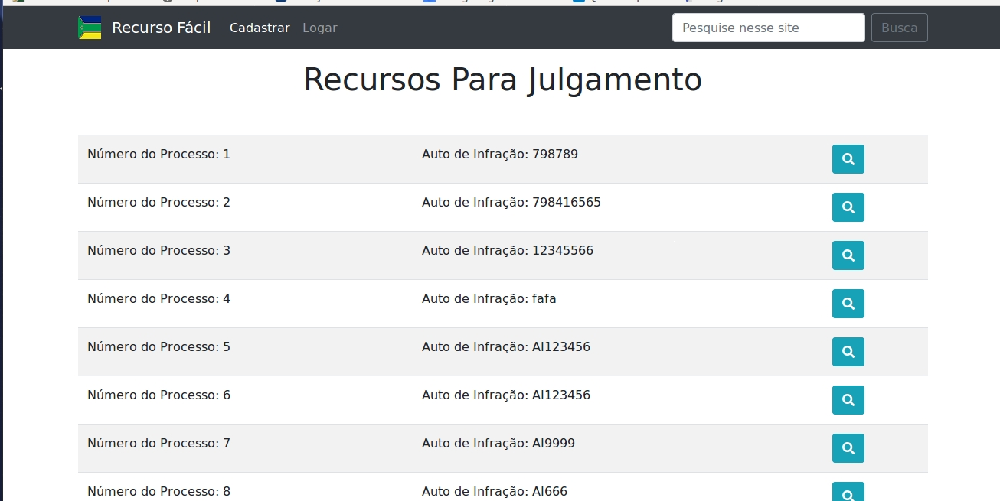 Recurso Fácil Cadastrar Logar Pesquise nesse site Busca
Recursos Para Julgamento
Número do Processo: 1 Auto de Infração: 798789
Número do Processo: 2 Auto de Infração: 798416565
Número do Processo: 3 Auto de Infração: 12345566
Número do Processo: 4 Auto de Infração: fafa
Número do Processo: 5 Auto de Infração: AI123456
Número do Processo: 6 Auto de Infração: AI123456
Número do Processo: 7 Auto de Infração: AI9999
Número do Processo: 8 Auto de Infração: AI666